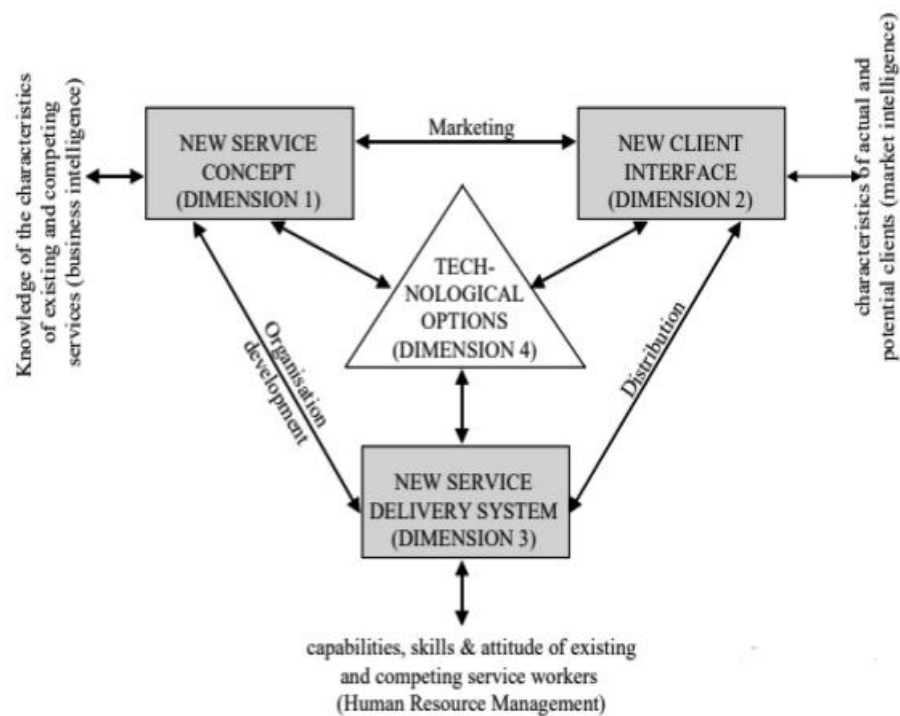 Knowledge of the characteristics
of existing and competing
services (business intelligence)
NEW SERVICE
CONCEPT
(DIMENSION 1)
Marketing
NEW CLIENT
INTERFACE
(DIMENSION 2)
characteristics of actual and
potential clients (market intelligence)
TECH-
NOLOGICAL
OPTIONS
(DIMENSION 4)
Organisation
development
Distribution
NEW SERVICE
DELIVERY SYSTEM
(DIMENSION 3)
capabilities, skills & attitude of existing
and competing service workers
(Human Resource Management)